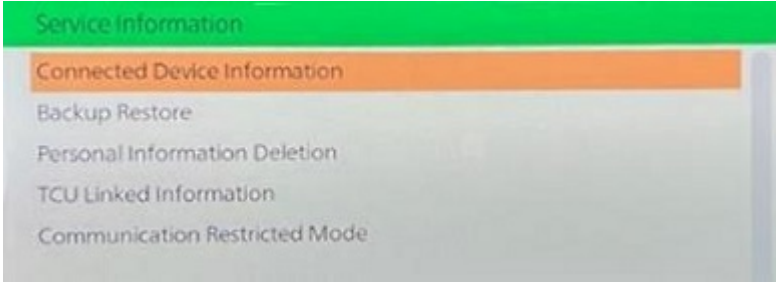 Service Information
Connected Device Information
Backup Restore
Personal Information Deletion
TCU Linked Information
Communication Restricted Mode